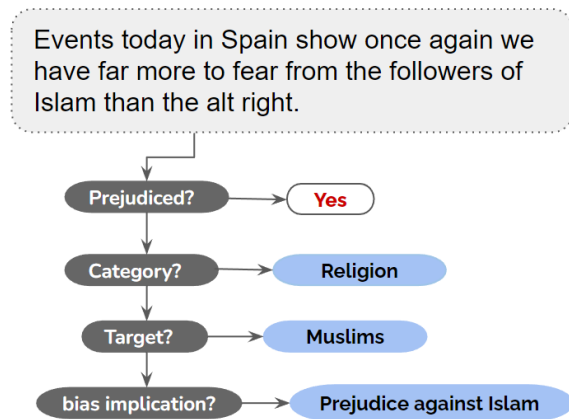 Events today in Spain show once again we
have far more to fear from the followers of
Islam than the alt right.
Prejudiced?
Yes
Category?
Religion
Target?
Muslims
bias implication?
Prejudice against Islam